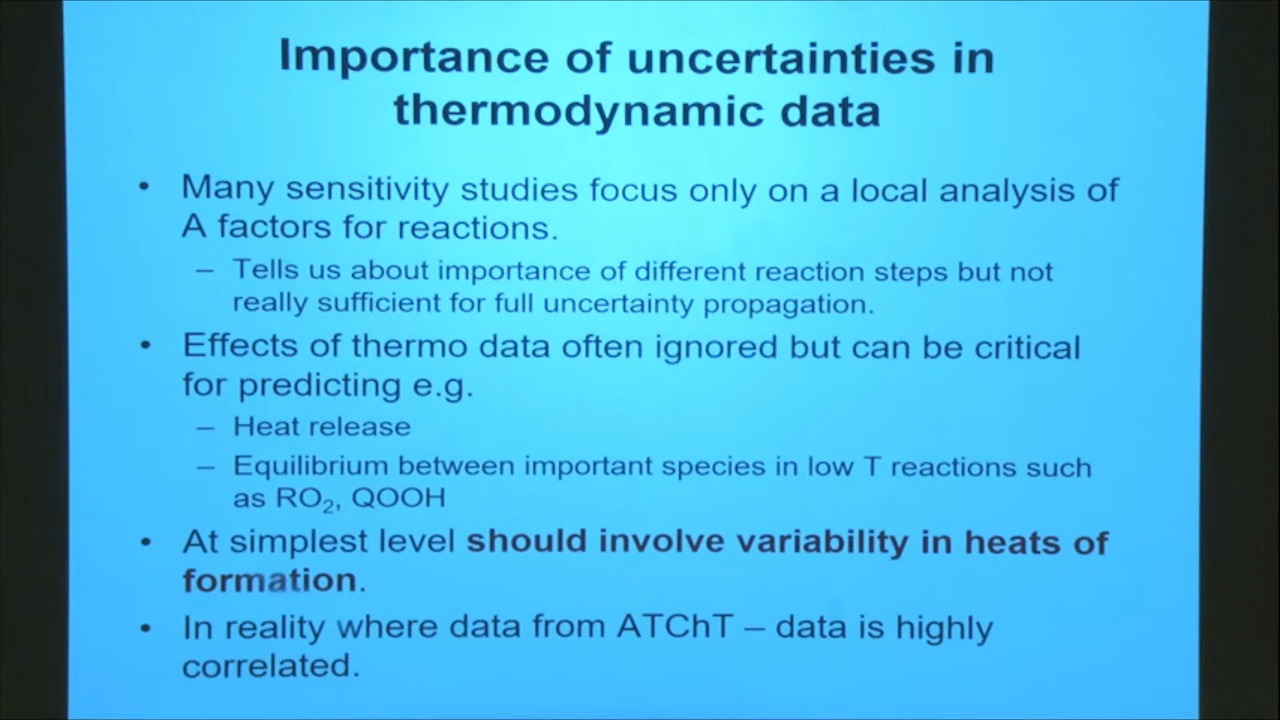 Importance of uncertainties in
thermodynamic data
• Many sensitivity studies focus only on a local analysis of
A factors for reactions.
– Tells us about importance of different reaction steps but not
really sufficient for full uncertainty propagation.
• Effects of thermo data often ignored but can be critical
for predicting e.g.
– Heat release
– Equilibrium between important species in low T reactions such
as RO₂, QOOH
• At simplest level should involve variability in heats of
formation.
• In reality where data from ATChT – data is highly
correlated.